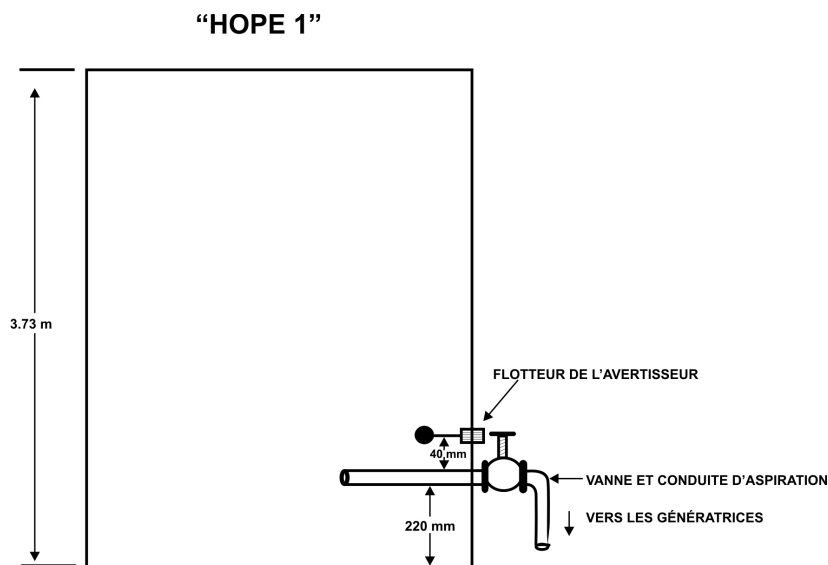 “HOPE 1”
3.73 m
FLOTTEUR DE L’AVERTISSEUR
40 mm
VANNE ET CONDUITE D’ASPIRATION
220 mm
VERS LES GÉNÉRATRICES